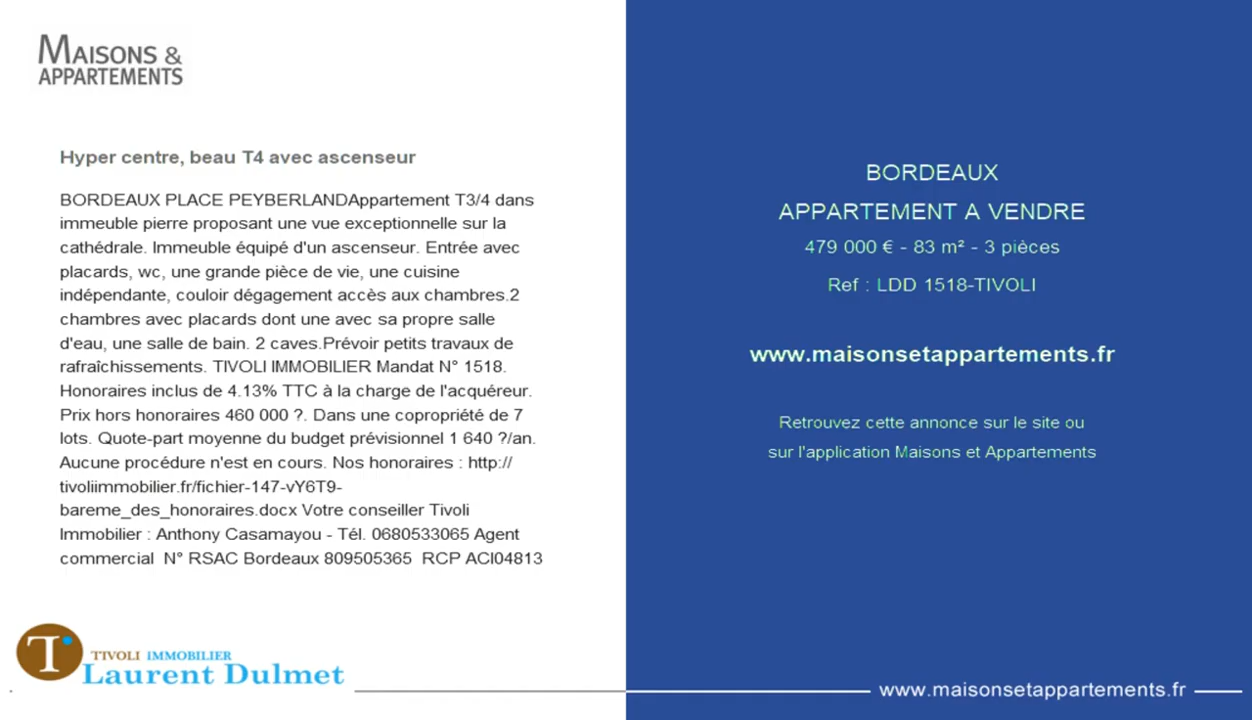 MAISONS &
APPARTEMENTS
Hyper centre, beau T4 avec ascenseur
BORDEAUX PLACE PEYBERLANDAppartement T3/4 dans
immeuble pierre proposant une vue exceptionnelle sur la
cathédrale. Immeuble équipé d'un ascenseur. Entrée avec
placards, wc, une grande pièce de vie, une cuisine
indépendante, couloir dégagement accès aux chambres.2
chambres avec placards dont une avec sa propre salle
d'eau, une salle de bain. 2 caves.Prévoir petits travaux de
rafraîchissements. TIVOLI IMMOBILIER Mandat N° 1518.
Honoraires inclus de 4.13% TTC à la charge de l'acquéreur.
Prix hors honoraires 460 000 ?. Dans une copropriété de 7
lots. Quote-part moyenne du budget prévisionnel 1 640 ?/an.
Aucune procédure n'est en cours. Nos honoraires : http://
tivoliimmobilier.fr/fichier-147-vY6T9-
bareme_des_honoraires.docx Votre conseiller Tivoli
Immobilier : Anthony Casamayou - Tél. 0680533065 Agent
commercial  N° RSAC Bordeaux 809505365  RCP ACI04813
T
TIVOLI IMMOBILIER
Laurent Dulmet
BORDEAUX
APPARTEMENT A VENDRE
479 000 € - 83 m² - 3 pièces
Ref : LDD 1518-TIVOLI
www.maisonsetappartements.fr
Retrouvez cette annonce sur le site ou
sur l'application Maisons et Appartements
www.maisonsetappartements.fr